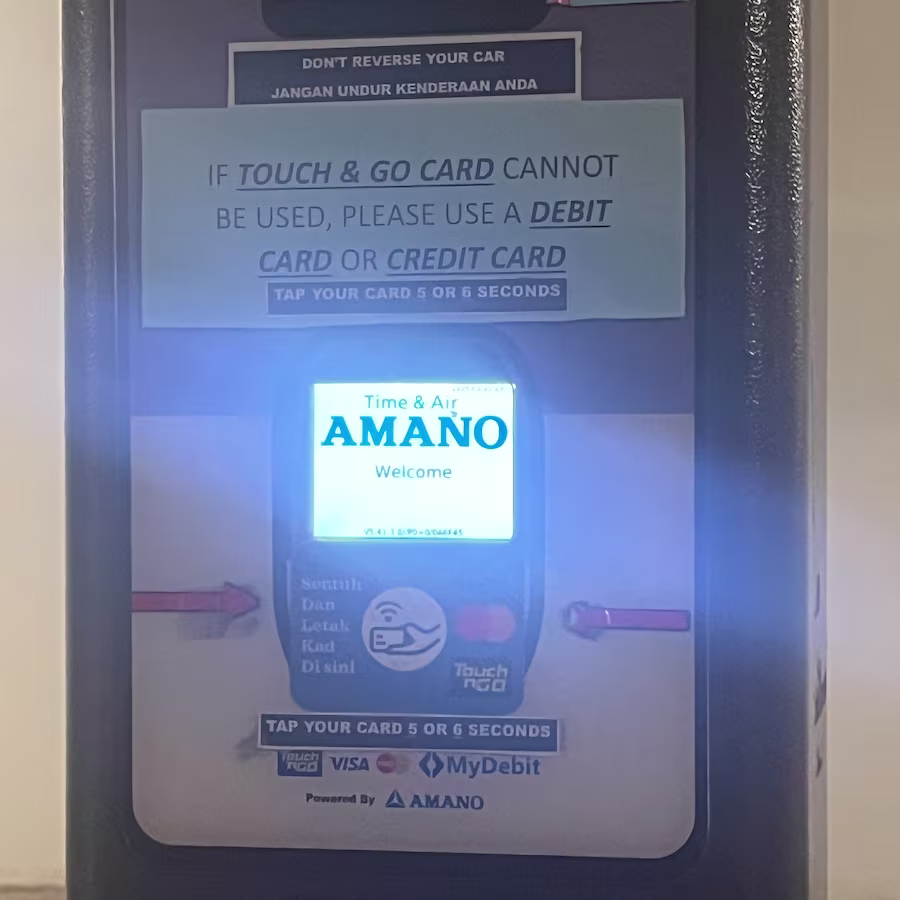 DON'T REVERSE YOUR CAR
JANGAN UNDUR KENDERAAN ANDA
IF TOUCH & GO CARD CANNOT
BE USED, PLEASE USE A DEBIT
CARD OR CREDIT CARD
TAP YOUR CARD 5 OR 6 SECONDS
Time & Air
AMANO
Welcome
Sentuh
Dan
Letak
Kad
Di sini
Touch
nGO
TAP YOUR CARD 5 OR 6 SECONDS
Touch
nGO
VISA
MyDebit
Powered By AMANO